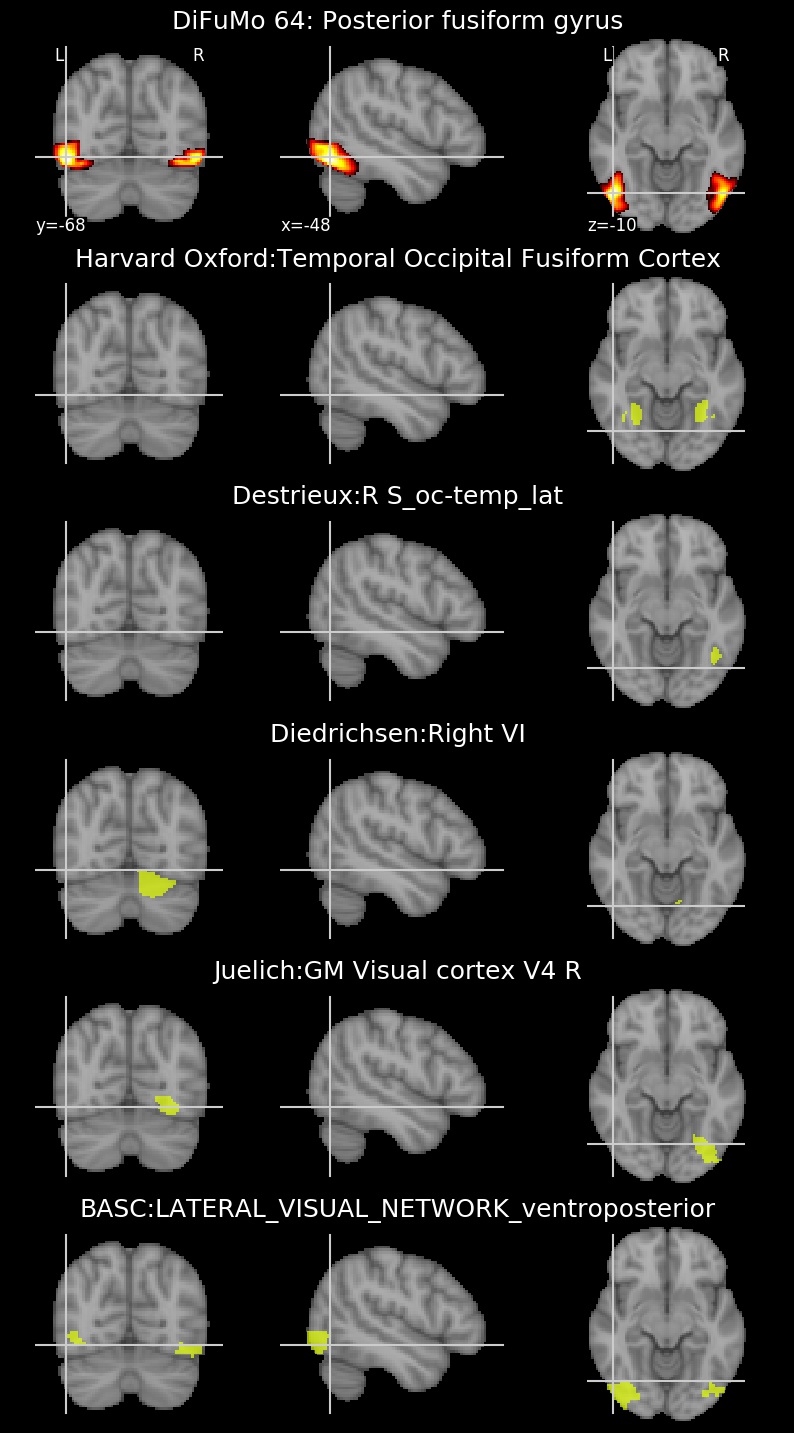 DiFuMo 64: Posterior fusiform gyrus
L R L R
y=-68 x=-48 z=-10
Harvard Oxford:Temporal Occipital Fusiform Cortex
Destrieux:R S_oc-temp_lat
Diedrichsen:Right VI
Juelich:GM Visual cortex V4 R
BASC:LATERAL_VISUAL_NETWORK_ventroposterior